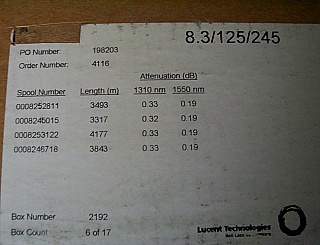 8.3/125/245
PO Number: 198203
Order Number: 4116
Attenuation (dB)
Spool Number Length (m) 1310 nm 1550 nm
0008252811 3493 0.33 0.19
0008245015 3317 0.32 0.19
0008253122 4177 0.33 0.19
0008246718 3843 0.33 0.19
Box Number 2192
Box Count 6 of 17
Lucent Technologies
Bell Labs